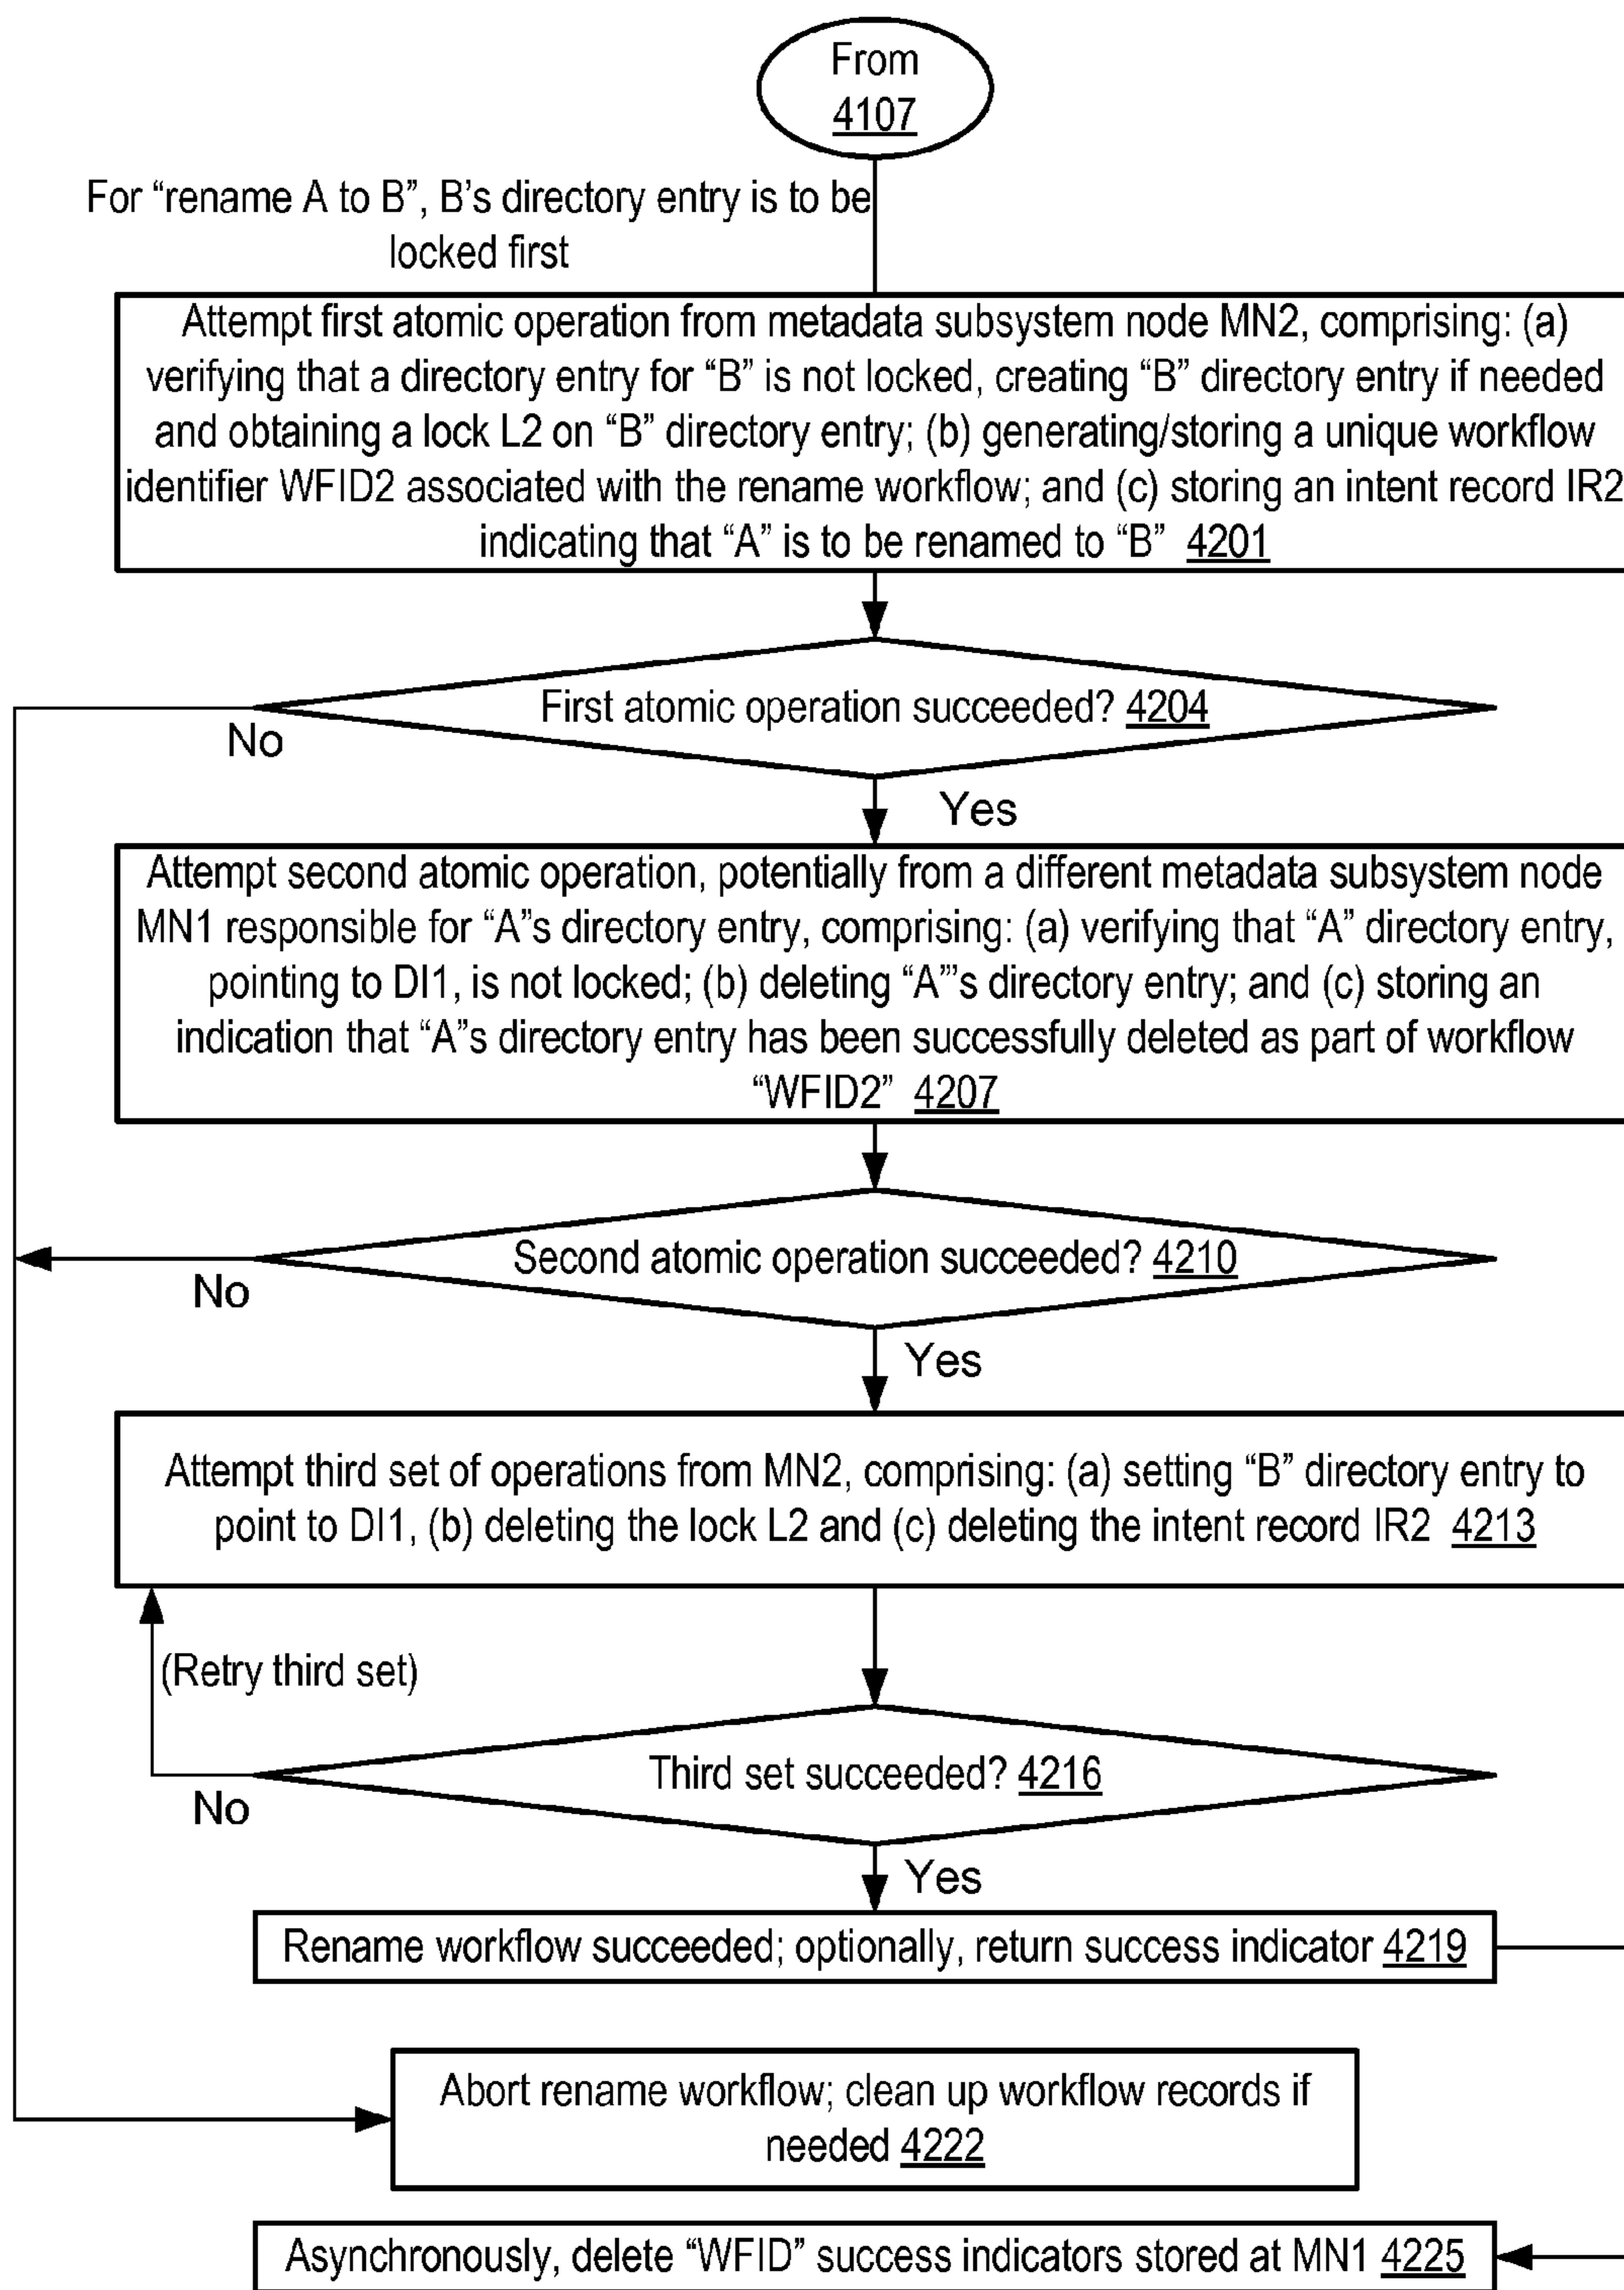 From
4107
For “rename A to B”, B’s directory entry is to be
locked first
Attempt first atomic operation from metadata subsystem node MN2, comprising: (a)
verifying that a directory entry for “B” is not locked, creating “B” directory entry if needed
and obtaining a lock L2 on “B” directory entry; (b) generating/storing a unique workflow
identifier WFID2 associated with the rename workflow; and (c) storing an intent record IR2
indicating that “A” is to be renamed to “B” 4201
First atomic operation succeeded? 4204
No
Yes
Attempt second atomic operation, potentially from a different metadata subsystem node
MN1 responsible for “A”s directory entry, comprising: (a) verifying that “A” directory entry,
pointing to DI1, is not locked; (b) deleting “A”’s directory entry; and (c) storing an
indication that “A”s directory entry has been successfully deleted as part of workflow
“WFID2” 4207
Second atomic operation succeeded? 4210
No
Yes
Attempt third set of operations from MN2, comprising: (a) setting “B” directory entry to
point to DI1, (b) deleting the lock L2 and (c) deleting the intent record IR2 4213
(Retry third set)
Third set succeeded? 4216
No
Yes
Rename workflow succeeded; optionally, return success indicator 4219
Abort rename workflow; clean up workflow records if
needed 4222
Asynchronously, delete “WFID” success indicators stored at MN1 4225